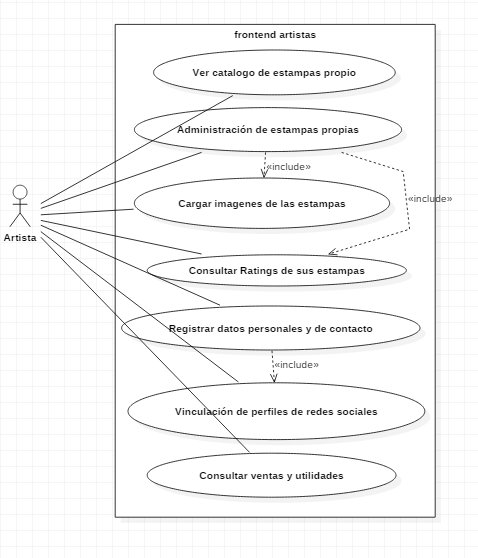 frontend artistas
Ver catalogo de estampas propio
Administración de estampas propias
«include»
Cargar imagenes de las estampas
«include»
Artista
Consultar Ratings de sus estampas
Registrar datos personales y de contacto
«include»
Vinculación de perfiles de redes sociales
Consultar ventas y utilidades